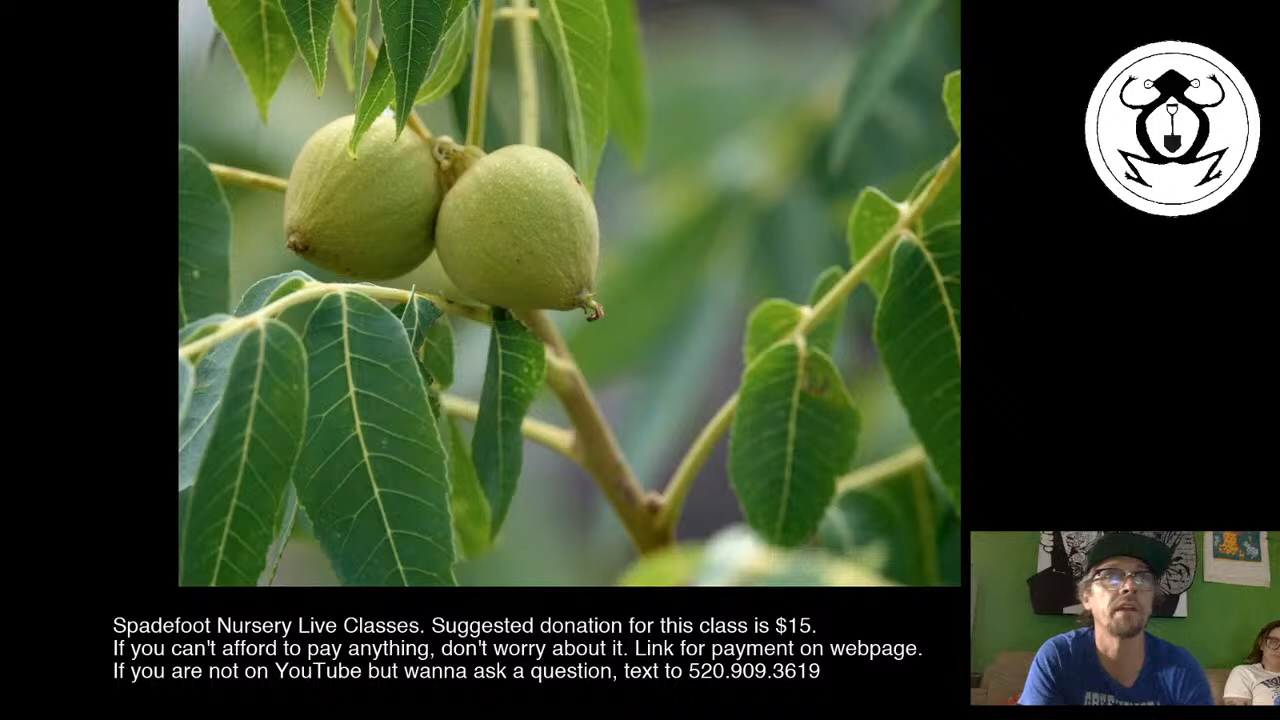 Spadefoot Nursery Live Classes. Suggested donation for this class is $15.
If you can't afford to pay anything, don't worry about it. Link for payment on webpage.
If you are not on YouTube but wanna ask a question, text to 520.909.3619